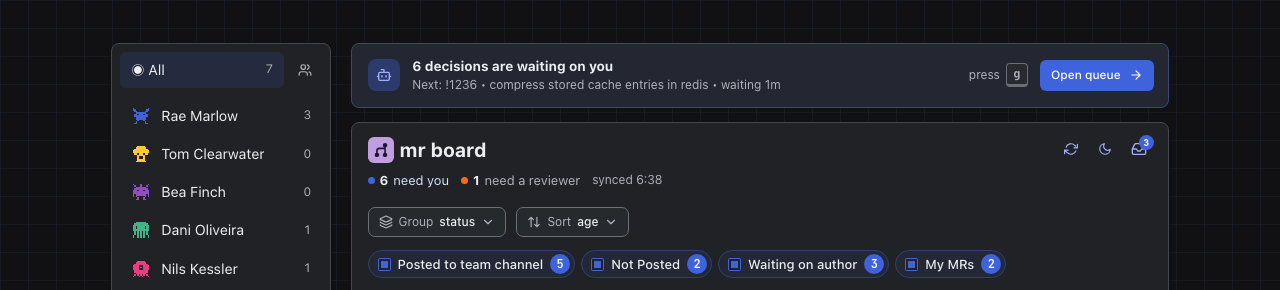 All 7
Rae Marlow 3
Tom Clearwater 0
Bea Finch 0
Dani Oliveira 1
Nils Kessler 1
6 decisions are waiting on you
Next: !1236 • compress stored cache entries in redis • waiting 1m
press g
Open queue →
mr board
3
6 need you 1 need a reviewer synced 6:38
Group status Sort age
Posted to team channel 5 Not Posted 2 Waiting on author 3 My MRs 2